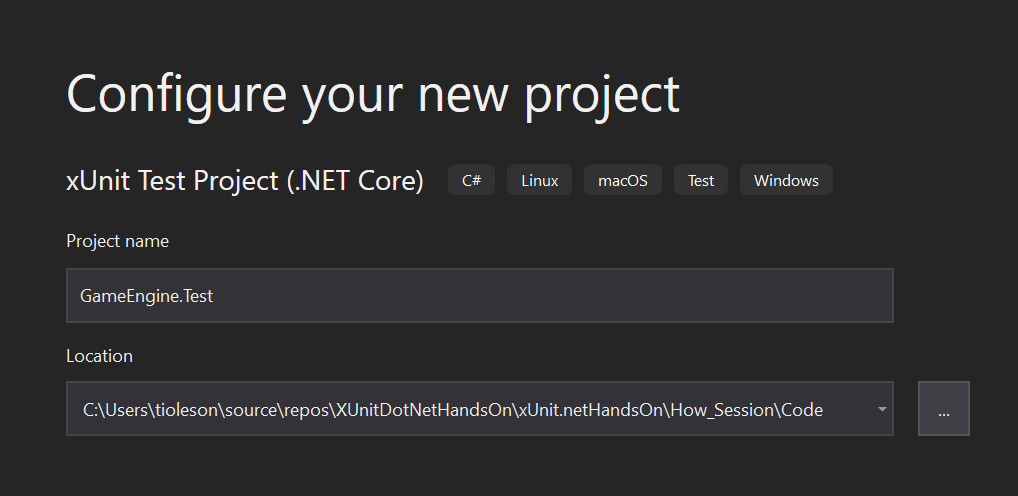 Configure your new project
xUnit Test Project (.NET Core) C# Linux macOS Test Windows
Project name
GameEngine.Test
Location
C:\Users\tioleson\source\repos\XUnitDotNetHandsOn\xUnit.netHandsOn\How_Session\Code ...